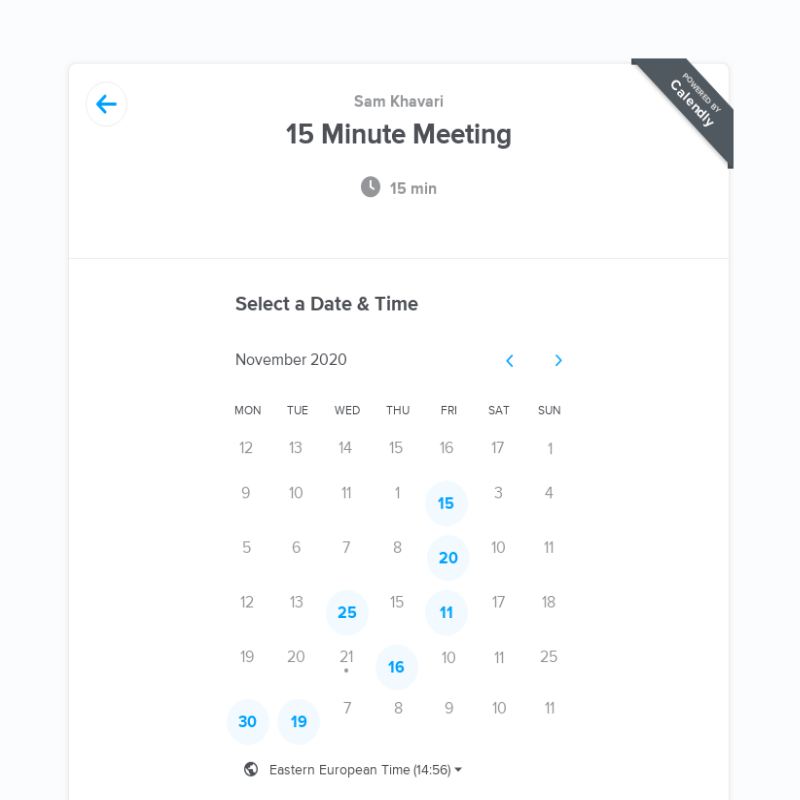 POWERED BY
Calendly
Sam Khavari
15 Minute Meeting
15 min
Select a Date & Time
November 2020
MON TUE WED THU FRI SAT SUN
12 13 14 15 16 17 1
9 10 11 1 15 3 4
5 6 7 8 20 10 11
12 13 25 15 11 17 18
19 20 21 16 10 11 25
30 19 7 8 9 10 11
Eastern European Time (14:56)